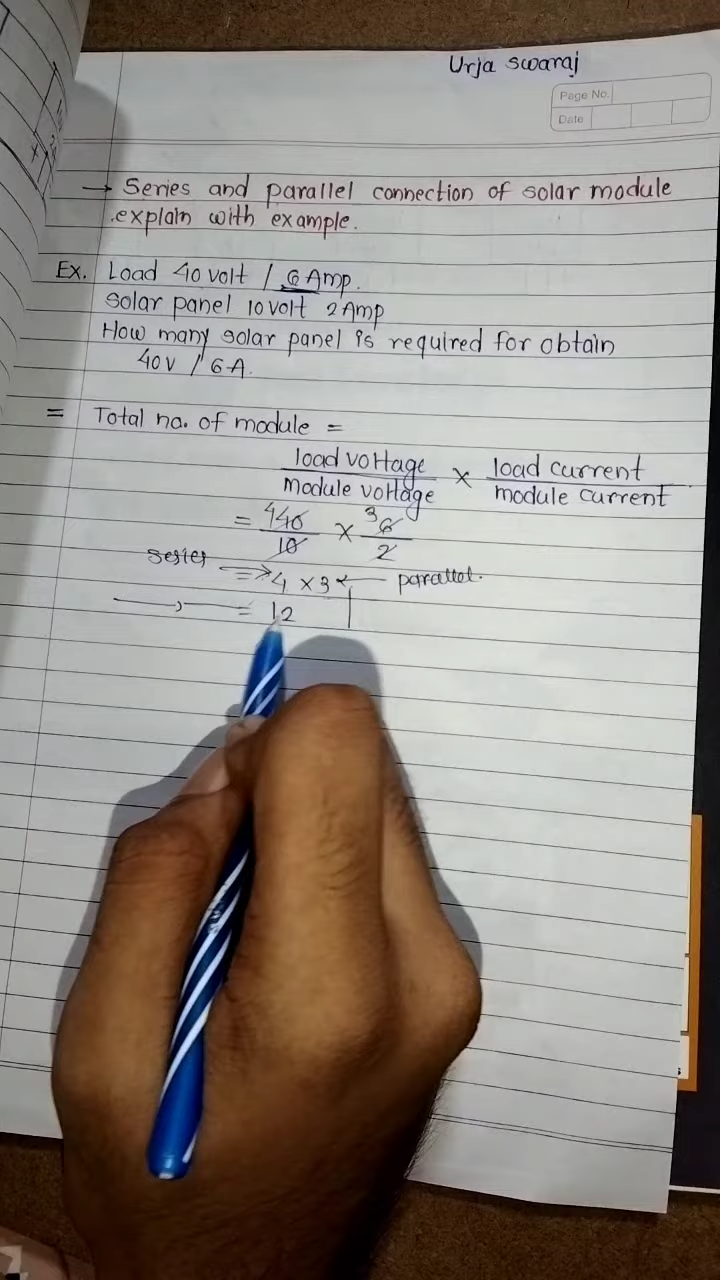 Urja swaraj
Page No.
Date
→ Series and parallel connection of solar module
explain with example.
Ex. Load 40 volt / 6 Amp.
Solar panel 10 volt 2 Amp
How many solar panel is required for obtain
40v / 6A.
= Total no. of module =
load voltage / module voltage × load current / module current
= 40/10 × 6/2
4 3
series → = 4 × 3 ← parallel.
= 12